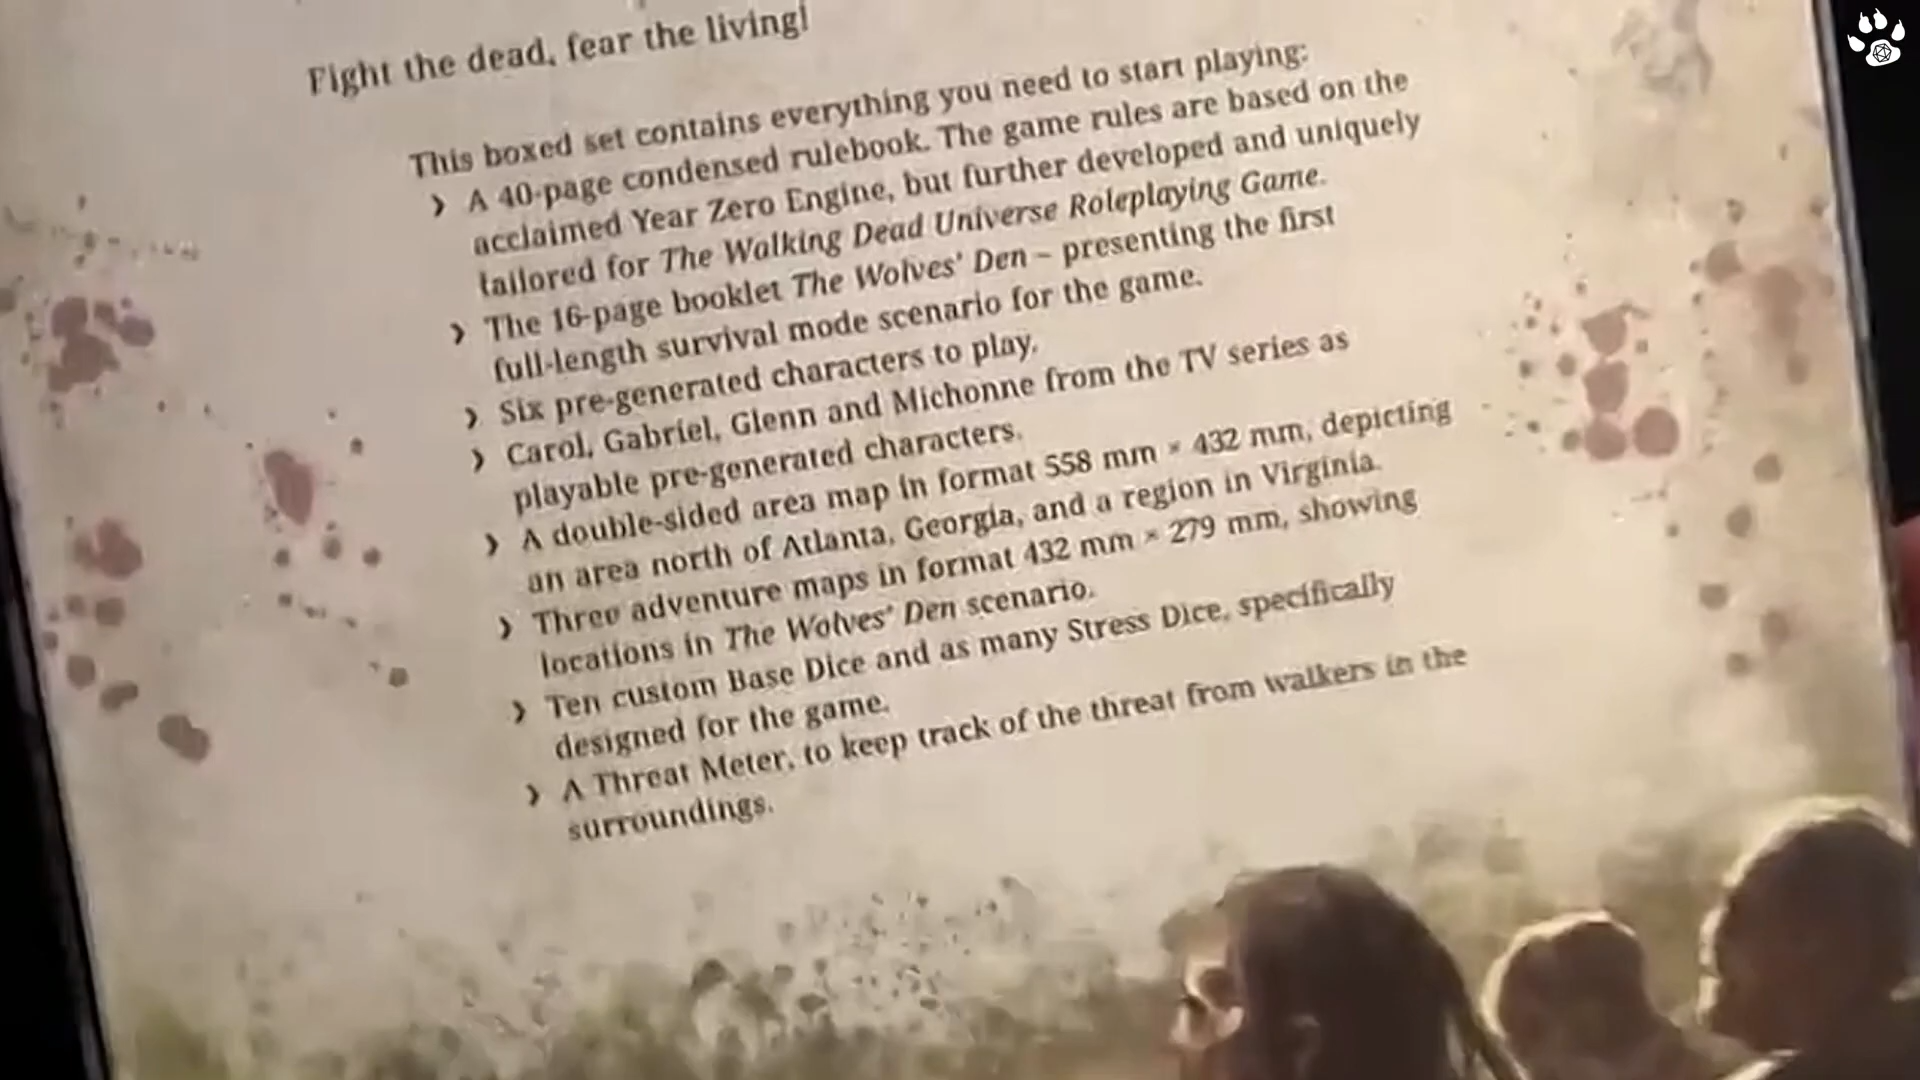 Fight the dead, fear the living!
This boxed set contains everything you need to start playing:
› A 40-page condensed rulebook. The game rules are based on the
acclaimed Year Zero Engine, but further developed and uniquely
tailored for The Walking Dead Universe Roleplaying Game.
› The 16-page booklet The Wolves' Den – presenting the first
full-length survival mode scenario for the game.
› Six pre-generated characters to play.
› Carol, Gabriel, Glenn and Michonne from the TV series as
playable pre-generated characters.
› A double-sided area map in format 558 mm × 432 mm, depicting
an area north of Atlanta, Georgia, and a region in Virginia.
› Three adventure maps in format 432 mm × 279 mm, showing
locations in The Wolves' Den scenario.
› Ten custom Base Dice and as many Stress Dice, specifically
designed for the game.
› A Threat Meter, to keep track of the threat from walkers in the
surroundings.